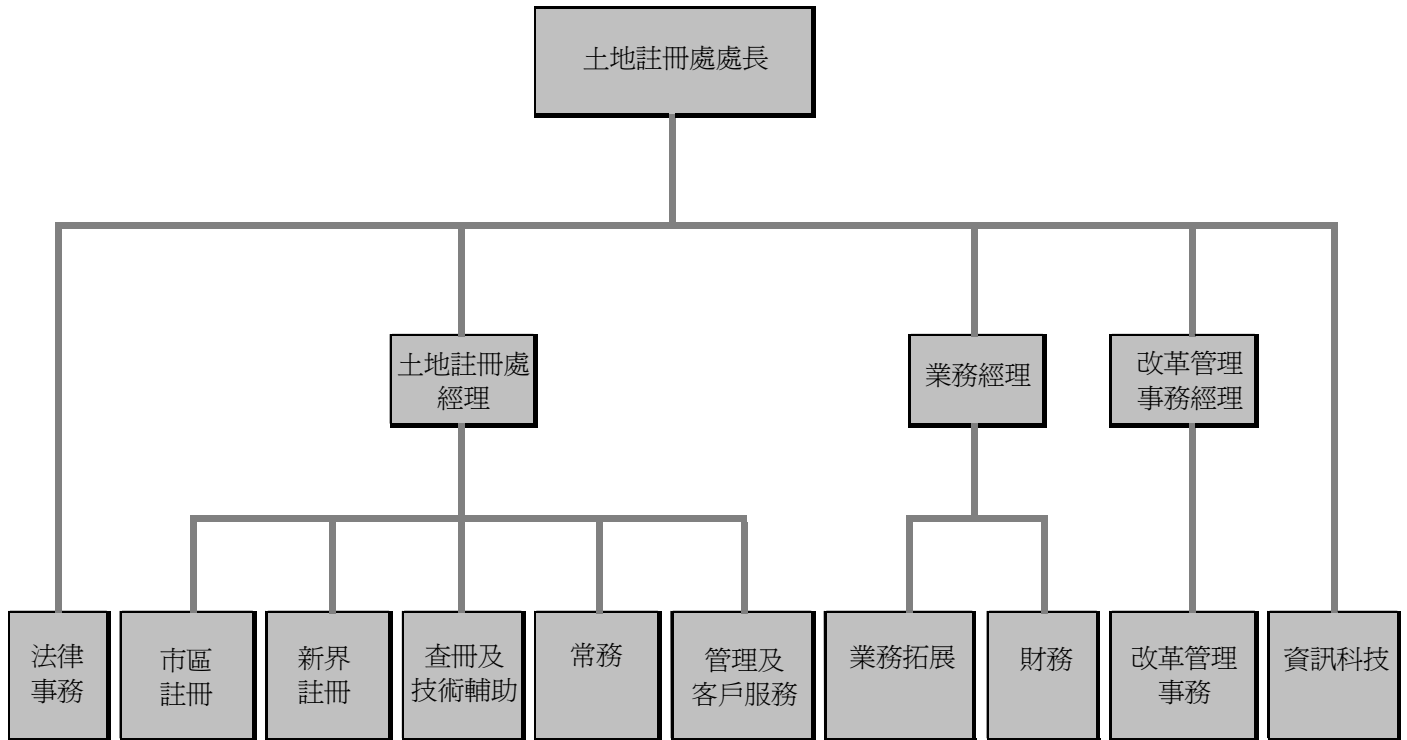 土地註冊處處長
土地註冊處
經理
業務經理
改革管理
事務經理
法律
事務
市區
註冊
新界
註冊
查冊及
技術輔助
常務
管理及
客戶服務
業務拓展
財務
改革管理
事務
資訊科技